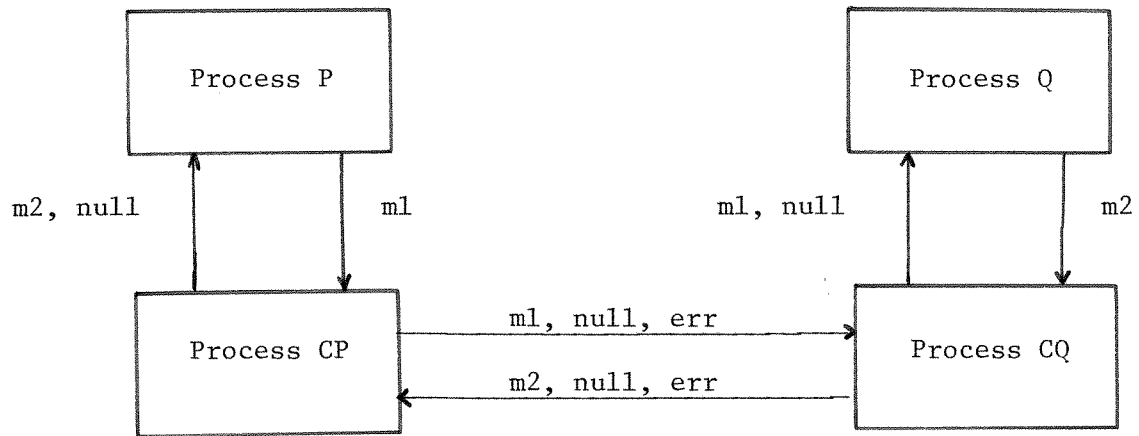 Process P
Process Q
m2, null
m1
m1, null
m2
m1, null, err
Process CP
Process CQ
m2, null, err